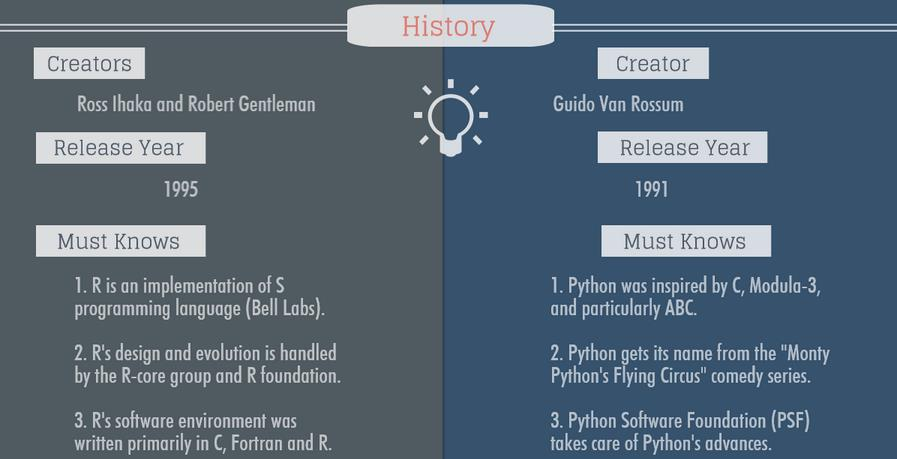 History
Creators
Ross Ihaka and Robert Gentleman
Release Year
1995
Must Knows
1. R is an implementation of S
programming language (Bell Labs).
2. R's design and evolution is handled
by the R-core group and R foundation.
3. R's software environment was
written primarily in C, Fortran and R.
Creator
Guido Van Rossum
Release Year
1991
Must Knows
1. Python was inspired by C, Modula-3,
and particularly ABC.
2. Python gets its name from the "Monty
Python's Flying Circus" comedy series.
3. Python Software Foundation (PSF)
takes care of Python's advances.